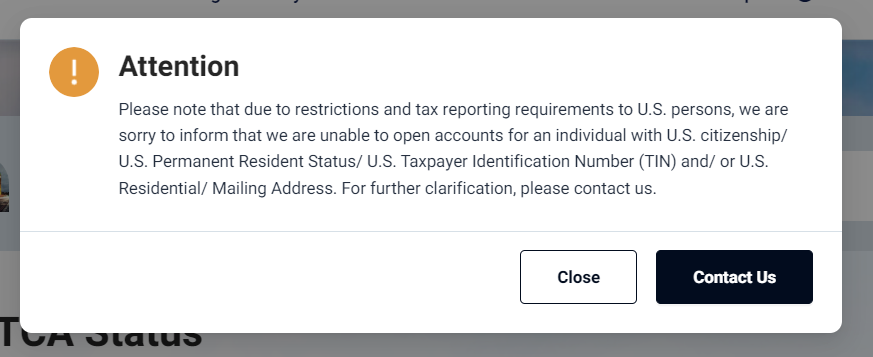 Attention
Please note that due to restrictions and tax reporting requirements to U.S. persons, we are
sorry to inform that we are unable to open accounts for an individual with U.S. citizenship/
U.S. Permanent Resident Status/ U.S. Taxpayer Identification Number (TIN) and/ or U.S.
Residential/ Mailing Address. For further clarification, please contact us.
Close
Contact Us
TCA Status